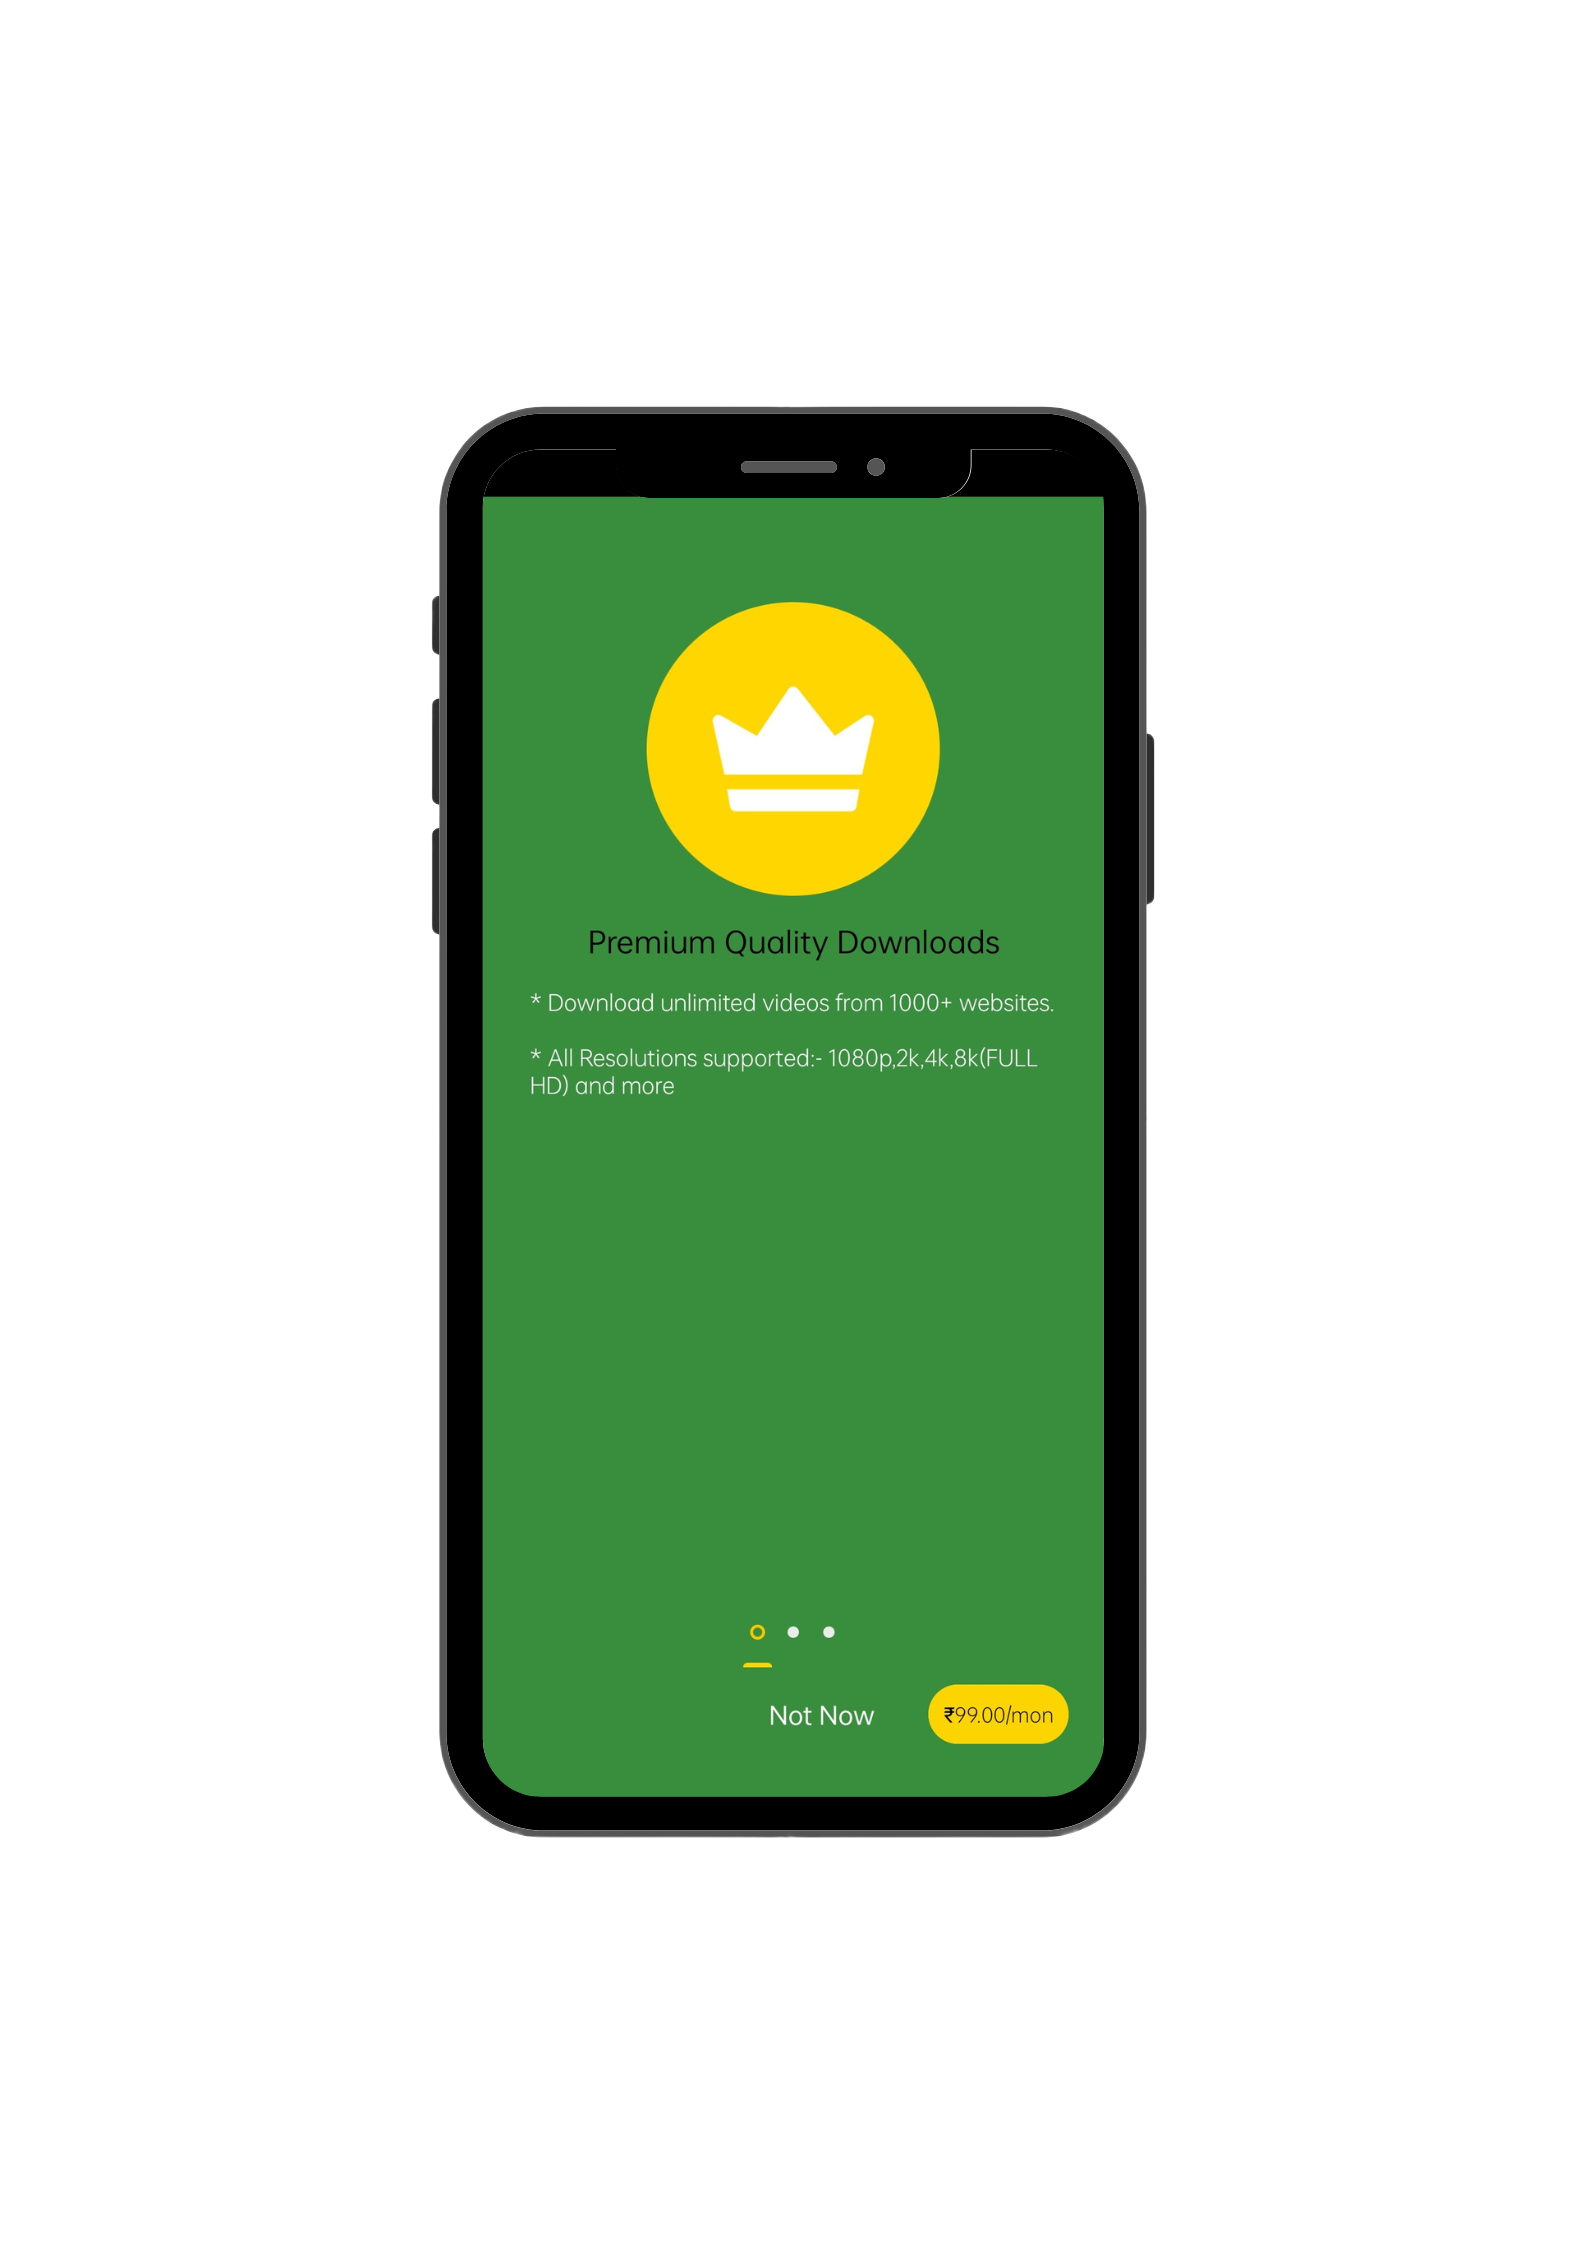 Premium Quality Downloads
* Download unlimited videos from 1000+ websites.
* All Resolutions supported:- 1080p,2k,4k,8k(FULL
HD) and more
Not Now
₹99.00/mon